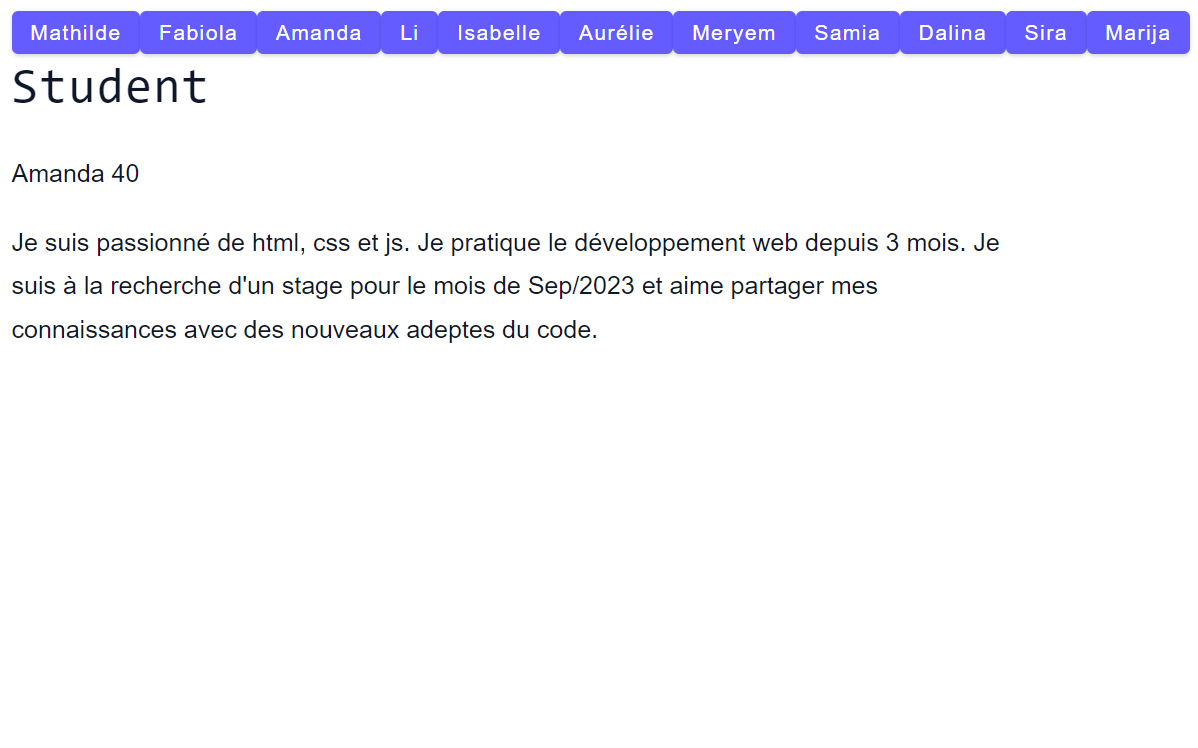 Mathilde Fabiola Amanda Li Isabelle Aurélie Meryem Samia Dalina Sira Marija
Student
Amanda 40
Je suis passionné de html, css et js. Je pratique le développement web depuis 3 mois. Je
suis à la recherche d'un stage pour le mois de Sep/2023 et aime partager mes
connaissances avec des nouveaux adeptes du code.